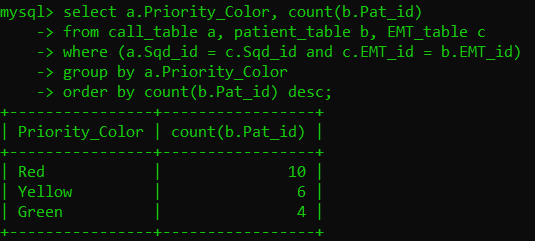 mysql> select a.Priority_Color, count(b.Pat_id)
    -> from call_table a, patient_table b, EMT_table c
    -> where (a.Sqd_id = c.Sqd_id and c.EMT_id = b.EMT_id)
    -> group by a.Priority_Color
    -> order by count(b.Pat_id) desc;
+----------------+-----------------+
| Priority_Color | count(b.Pat_id) |
+----------------+-----------------+
| Red            |              10 |
| Yellow         |               6 |
| Green          |               4 |
+----------------+-----------------+